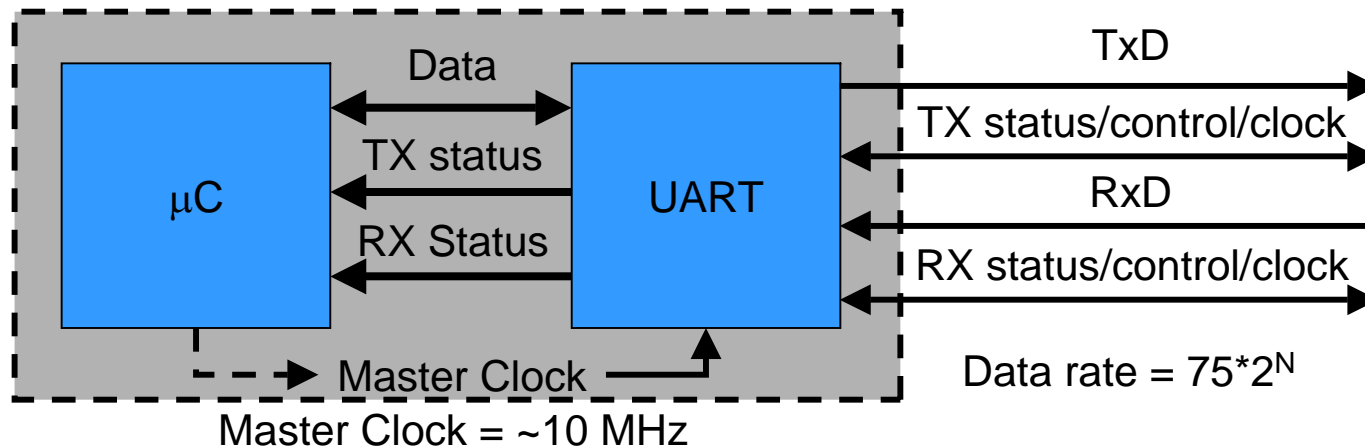 Data
TX status
RX Status
μC
UART
Master Clock
Master Clock = ~10 MHz
TxD
TX status/control/clock
RxD
RX status/control/clock
Data rate = 75*2ᴺ